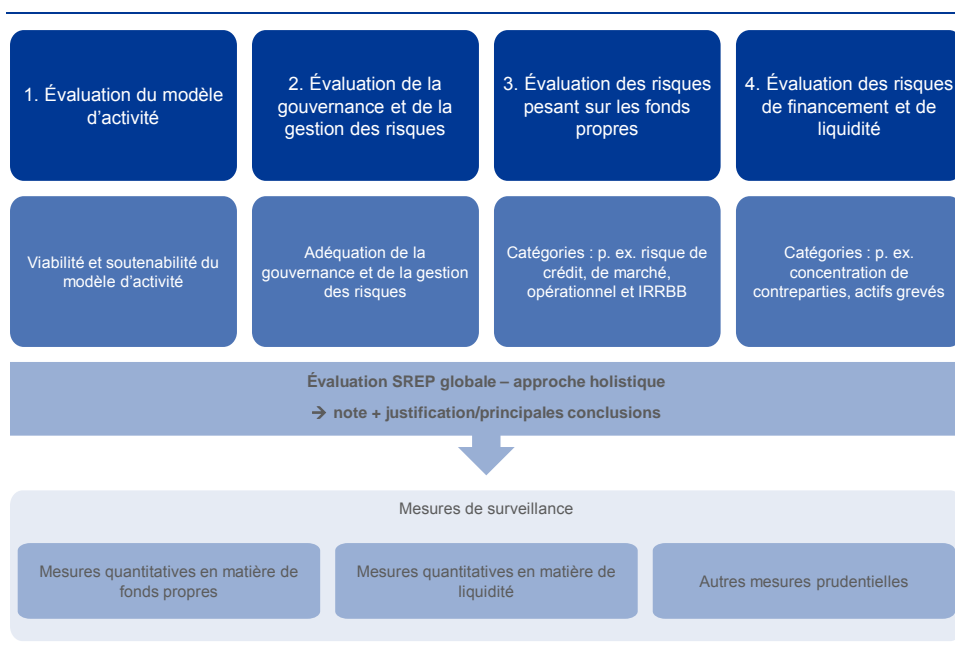 1. Évaluation du modèle
d'activité
2. Évaluation de la
gouvernance et de la
gestion des risques
3. Évaluation des risques
pesant sur les fonds
propres
4. Évaluation des risques
de financement et de
liquidité
Viabilité et soutenabilité du
modèle d'activité
Adéquation de la
gouvernance et de la gestion
des risques
Catégories : p. ex. risque de
crédit, de marché,
opérationnel et IRRBB
Catégories : p. ex.
concentration de
contreparties, actifs grevés
Évaluation SREP globale – approche holistique
→ note + justification/principales conclusions
Mesures de surveillance
Mesures quantitatives en matière de
fonds propres
Mesures quantitatives en matière de
liquidité
Autres mesures prudentielles